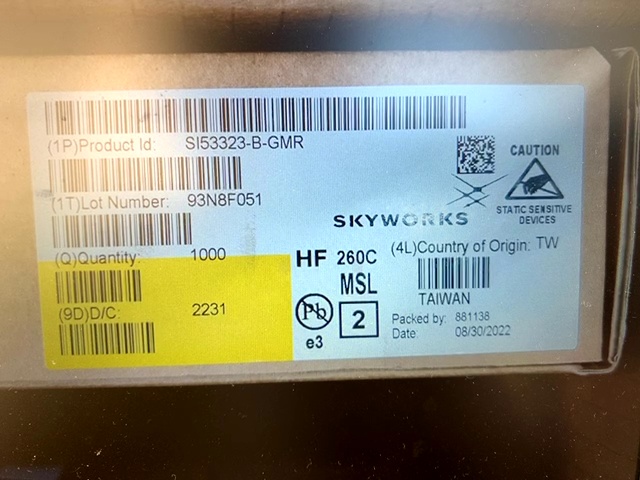 (1P)Product Id: SI53323-B-GMR
(1T)Lot Number: 93N8F051
(Q)Quantity: 1000
(9D)D/C: 2231
CAUTION
STATIC SENSITIVE
DEVICES
SKYWORKS
HF 260C
(4L)Country of Origin: TW
MSL
TAIWAN
Pb
2
e3
Packed by: 881138
Date: 08/30/2022